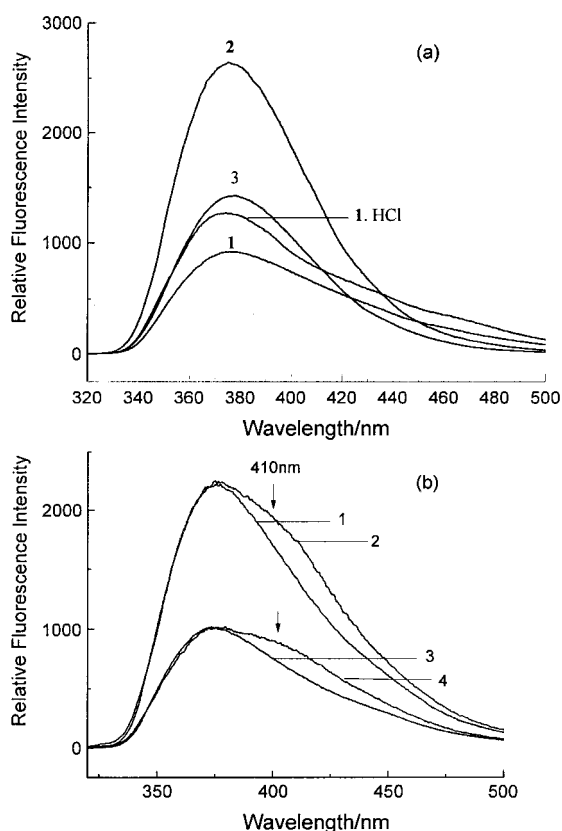 (a)
3000
2000
1000
0
Relative Fluorescence Intensity
2
3
1. HCl
1
320 340 360 380 400 420 440 460 480 500
Wavelength/nm
(b)
410nm
2000
1000
0
Relative Fluorescence Intensity
1
2
3
4
350 400 450 500
Wavelength/nm